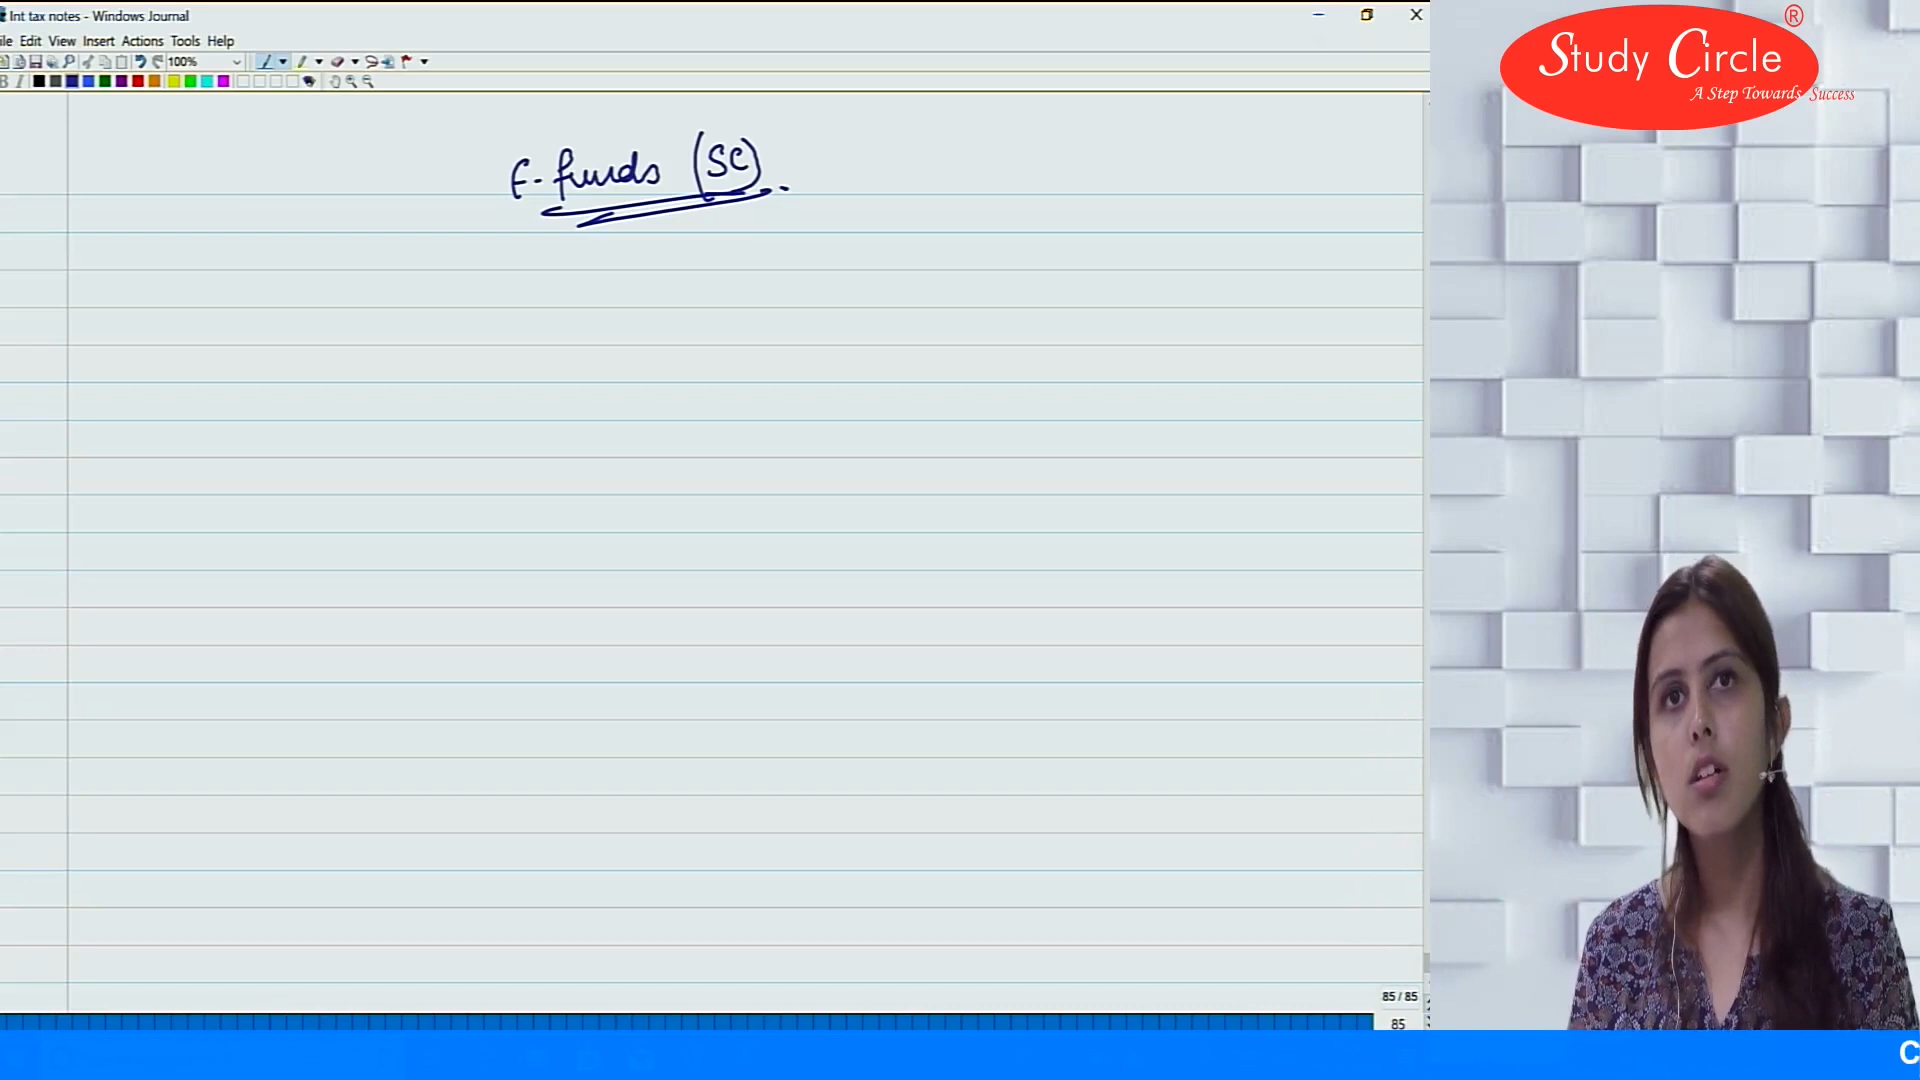 Int tax notes - Windows Journal
ile Edit View Insert Actions Tools Help
100%
B I
E-funds (SC).
85 / 85
85
Study Circle ®
A Step Towards Success
C